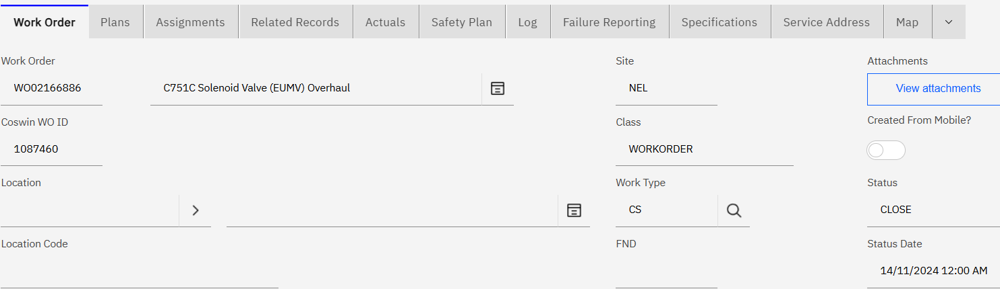 Work Order Plans Assignments Related Records Actuals Safety Plan Log Failure Reporting Specifications Service Address Map
Work Order Site Attachments
WO02166886 C751C Solenoid Valve (EUMV) Overhaul NEL View attachments
Coswin WO ID Class Created From Mobile?
1087460 WORKORDER
Location Work Type Status
CS CLOSE
Location Code FND Status Date
14/11/2024 12:00 AM